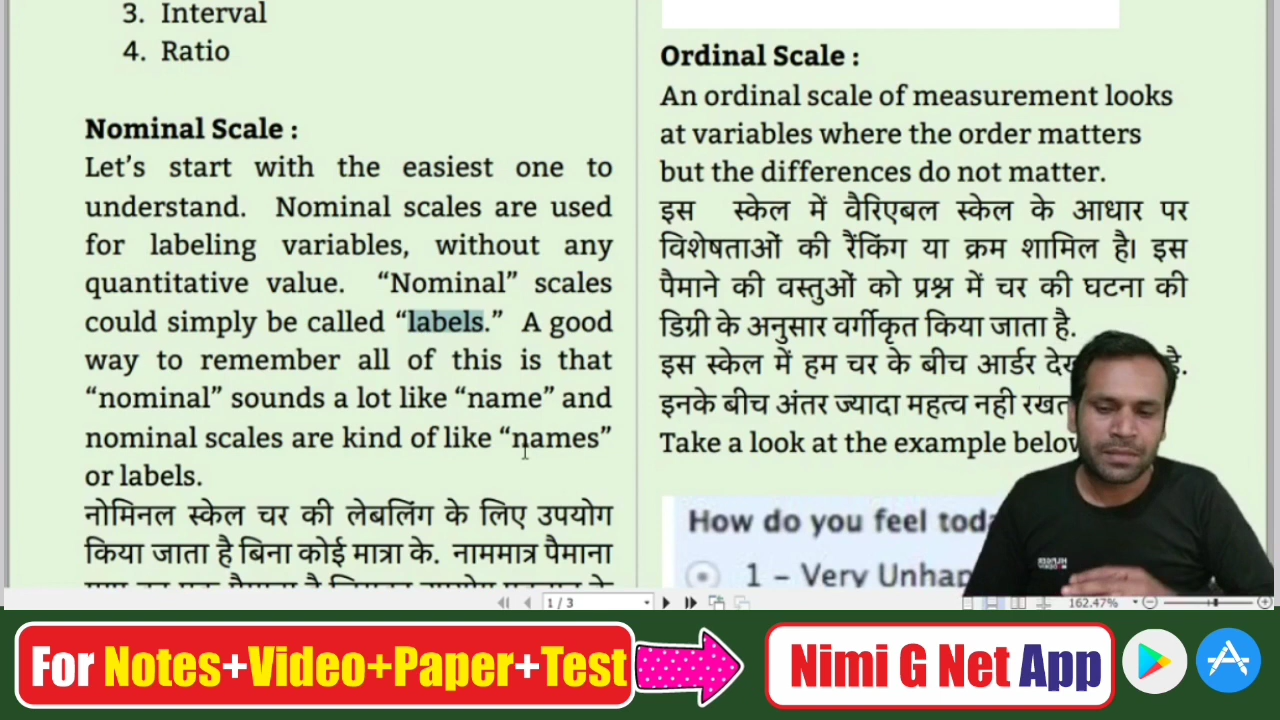 3. Interval
4. Ratio
Nominal Scale :
Let’s start with the easiest one to
understand. Nominal scales are used
for labeling variables, without any
quantitative value. “Nominal” scales
could simply be called “labels.” A good
way to remember all of this is that
“nominal” sounds a lot like “name” and
nominal scales are kind of like “names”
or labels.
नोमिनल स्केल चर की लेबलिंग के लिए उपयोग
किया जाता है बिना कोई मात्रा के. नाममात्र पैमाना
Ordinal Scale :
An ordinal scale of measurement looks
at variables where the order matters
but the differences do not matter.
इस स्केल में वैरिएबल स्केल के आधार पर
विशेषताओं की रैंकिंग या क्रम शामिल है। इस
पैमाने की वस्तुओं को प्रश्न में चर की घटना की
डिग्री के अनुसार वर्गीकृत किया जाता है.
इस स्केल में हम चर के बीच आर्डर है.
इनके बीच अंतर ज्यादा महत्व नही
Take a look at the example
How do you feel
1 – Very
1 / 3
162.47%
For Notes+Video+Paper+Test
Nimi G Net App